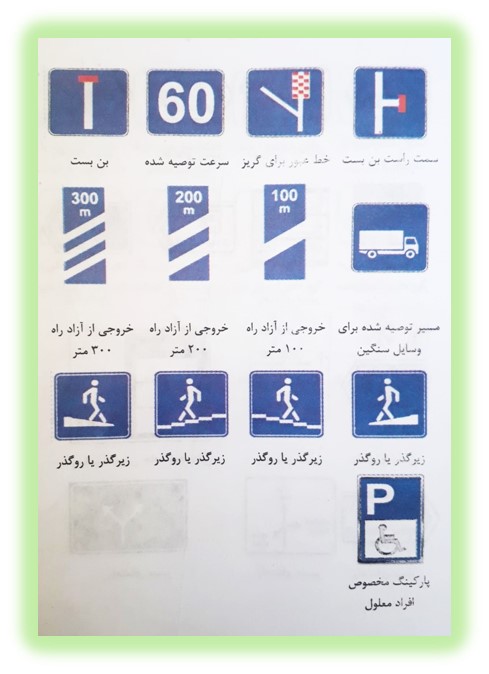 60
سمت راست بن بست
خط عبور برای گریز
سرعت توصیه شده
بن بست
100 m
200 m
300 m
مسیر توصیه شده برای
وسایل سنگین
خروجی از آزاد راه
۱۰۰ متر
خروجی از آزاد راه
۲۰۰ متر
خروجی از آزاد راه
۳۰۰ متر
زیرگذر یا روگذر
زیرگذر یا روگذر
زیرگذر یا روگذر
زیرگذر یا روگذر
P
پارکینگ مخصوص
افراد معلول